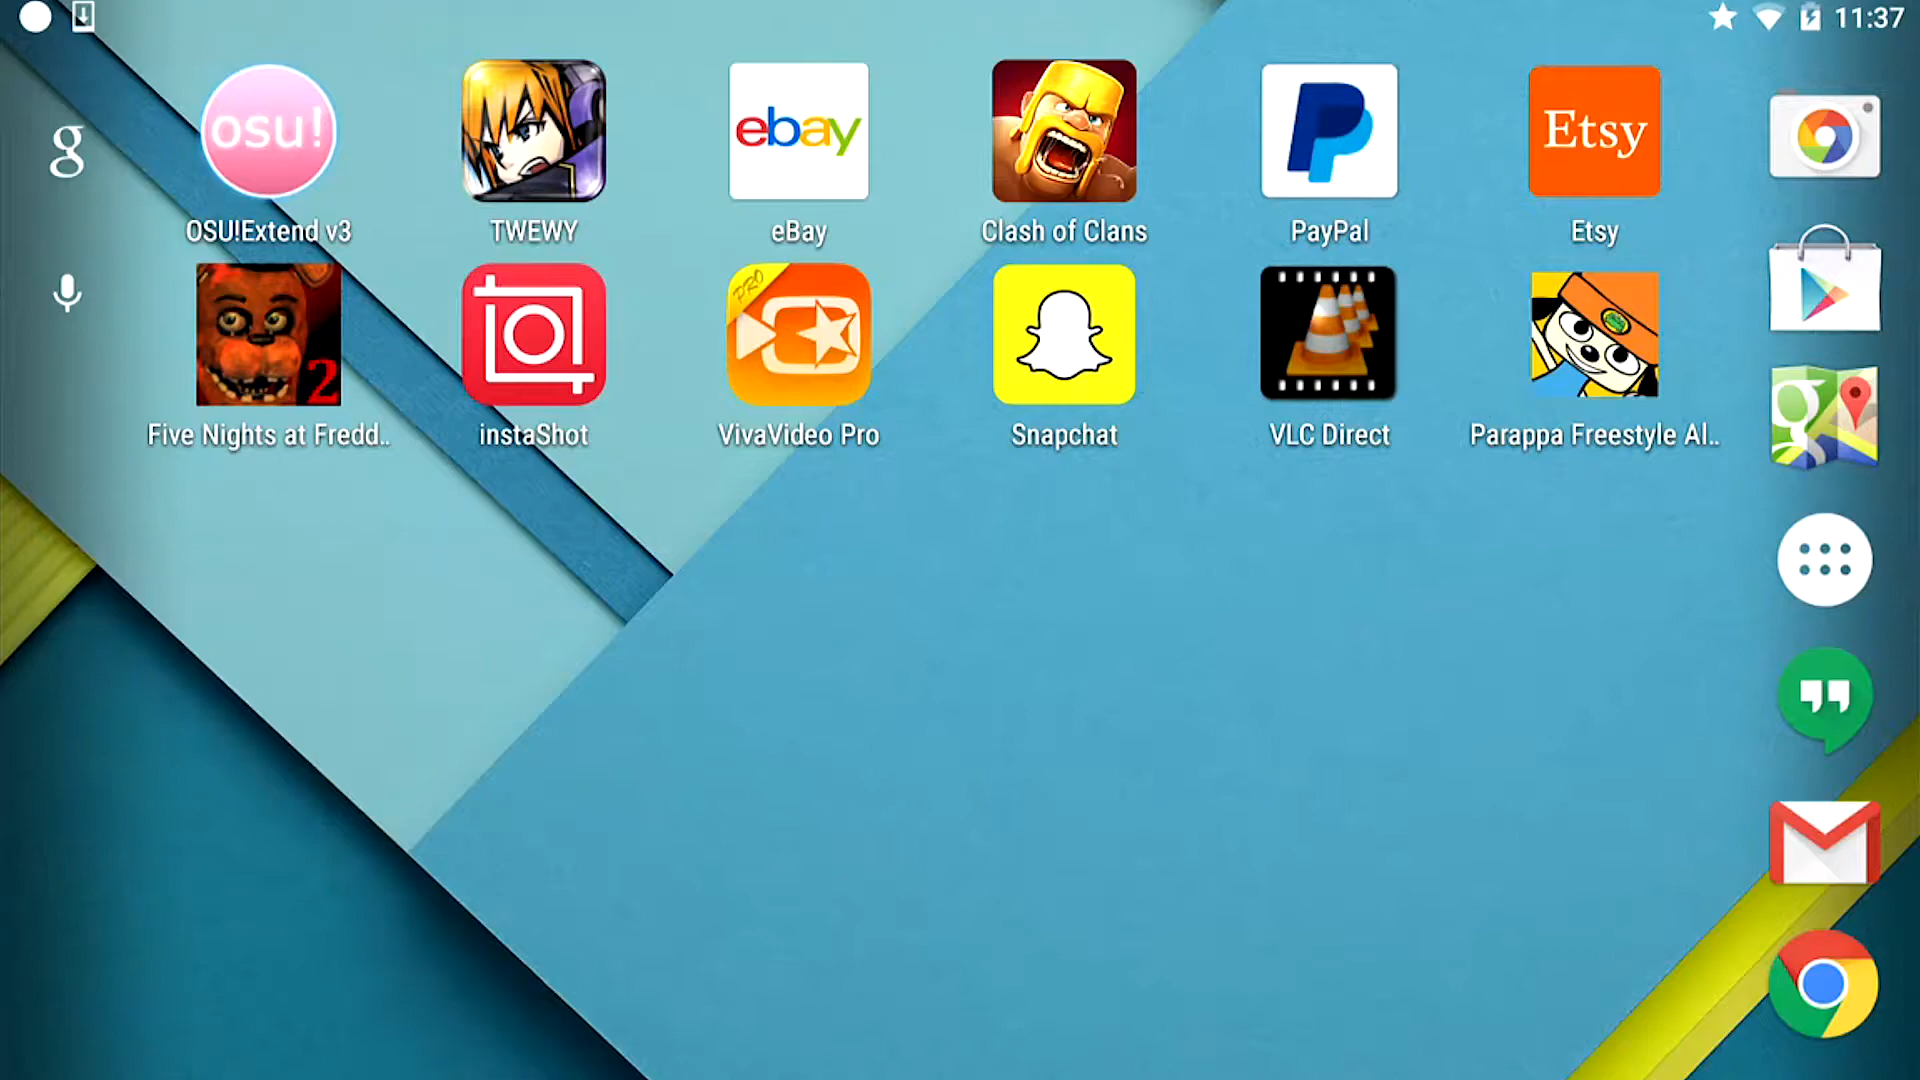 11:37
g
osu!
ebay
Etsy
OSU!Extend v3
TWEWY
eBay
Clash of Clans
PayPal
Etsy
2
PRO
g
Five Nights at Fredd..
instaShot
VivaVideo Pro
Snapchat
VLC Direct
Parappa Freestyle Al..